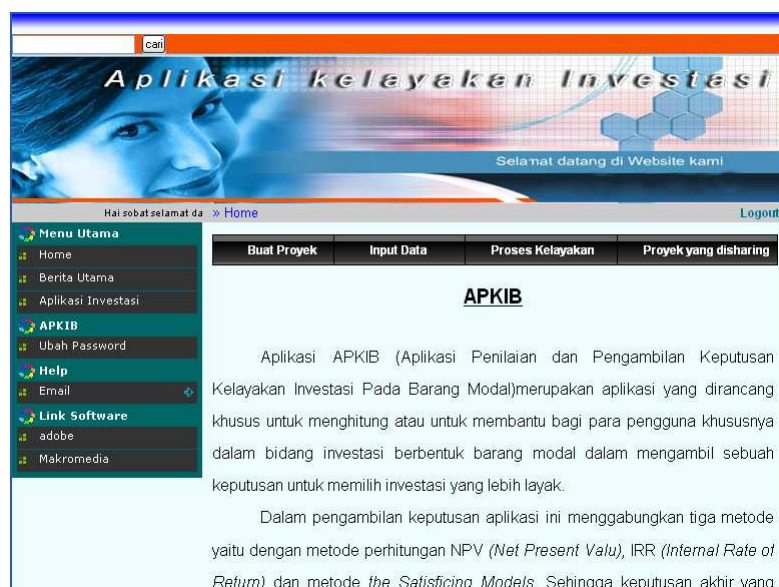 cari
Aplikasi kelayakan Investasi
Selamat datang di Website kami
Hai sobat selamat da
» Home
Logout
Menu Utama
Home
Berita Utama
Aplikasi Investasi
APKIB
Ubah Password
Help
Email
Link Software
adobe
Makromedia
Buat Proyek Input Data Proses Kelayakan Proyek yang disharing
APKIB
Aplikasi APKIB (Aplikasi Penilaian dan Pengambilan Keputusan
Kelayakan Investasi Pada Barang Modal)merupakan aplikasi yang dirancang
khusus untuk menghitung atau untuk membantu bagi para pengguna khususnya
dalam bidang investasi berbentuk barang modal dalam mengambil sebuah
keputusan untuk memilih investasi yang lebih layak.
Dalam pengambilan keputusan aplikasi ini menggabungkan tiga metode
yaitu dengan metode perhitungan NPV (Net Present Valu), IRR (Internal Rate of
Return) dan metode the Satisficing Models. Sehingga keputusan akhir yang